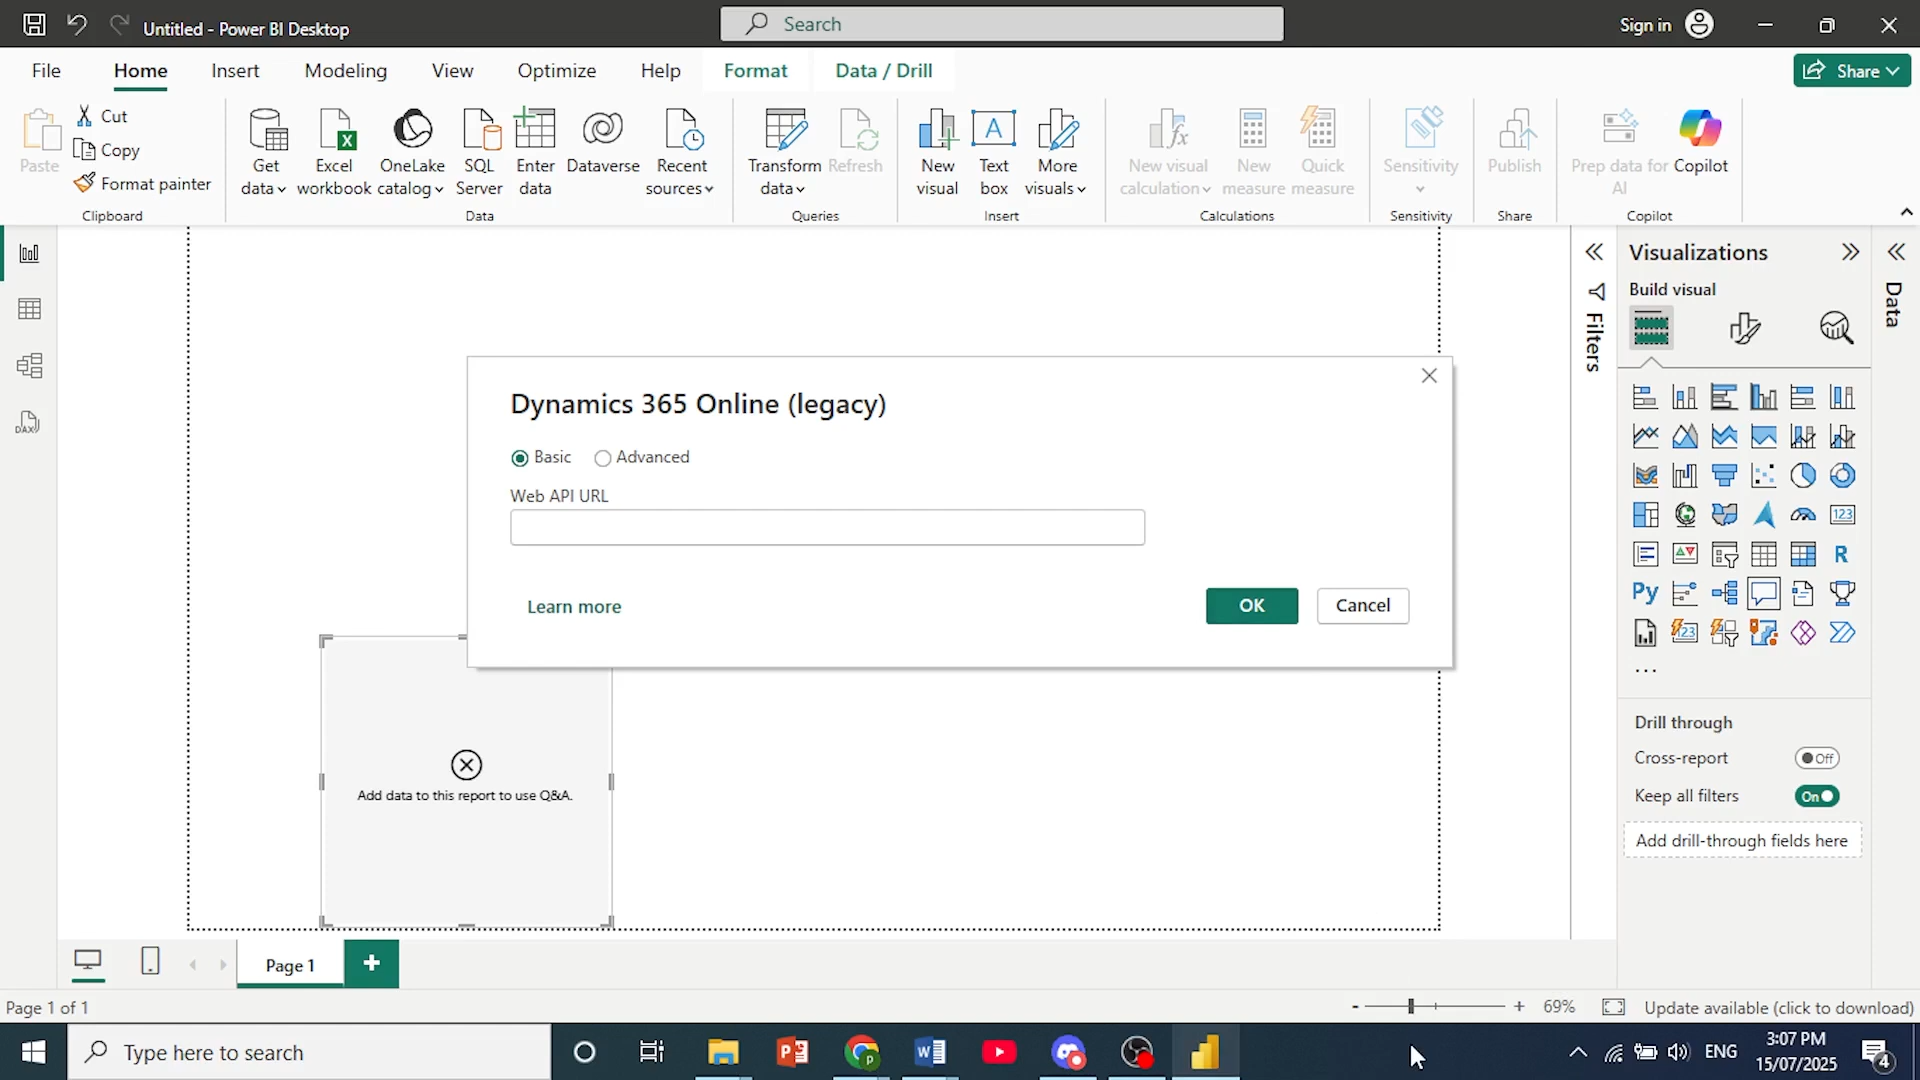 Untitled - Power BI Desktop
Search
Sign in
File
Home
Insert
Modeling
View
Optimize
Help
Format
Data / Drill
Share
Paste
Cut
Copy
Format painter
Clipboard
Get data
Excel workbook
OneLake catalog
SQL Server
Enter data
Dataverse
Recent sources
Data
Transform data
Refresh
Queries
New visual
Text box
More visuals
Insert
New visual calculation
New measure
Quick measure
Calculations
Sensitivity
Sensitivity
Publish
Share
Prep data for AI
Copilot
Copilot
DAX
Filters
Visualizations
Build visual
Data
Dynamics 365 Online (legacy)
Basic
Advanced
Web API URL
Learn more
OK
Cancel
Add data to this report to use Q&A.
123
R
Py
123
...
Drill through
Cross-report
Off
Keep all filters
On
Add drill-through fields here
Page 1
Page 1 of 1
-
+
69%
Update available (click to download)
Type here to search
ENG
3:07 PM
15/07/2025
4